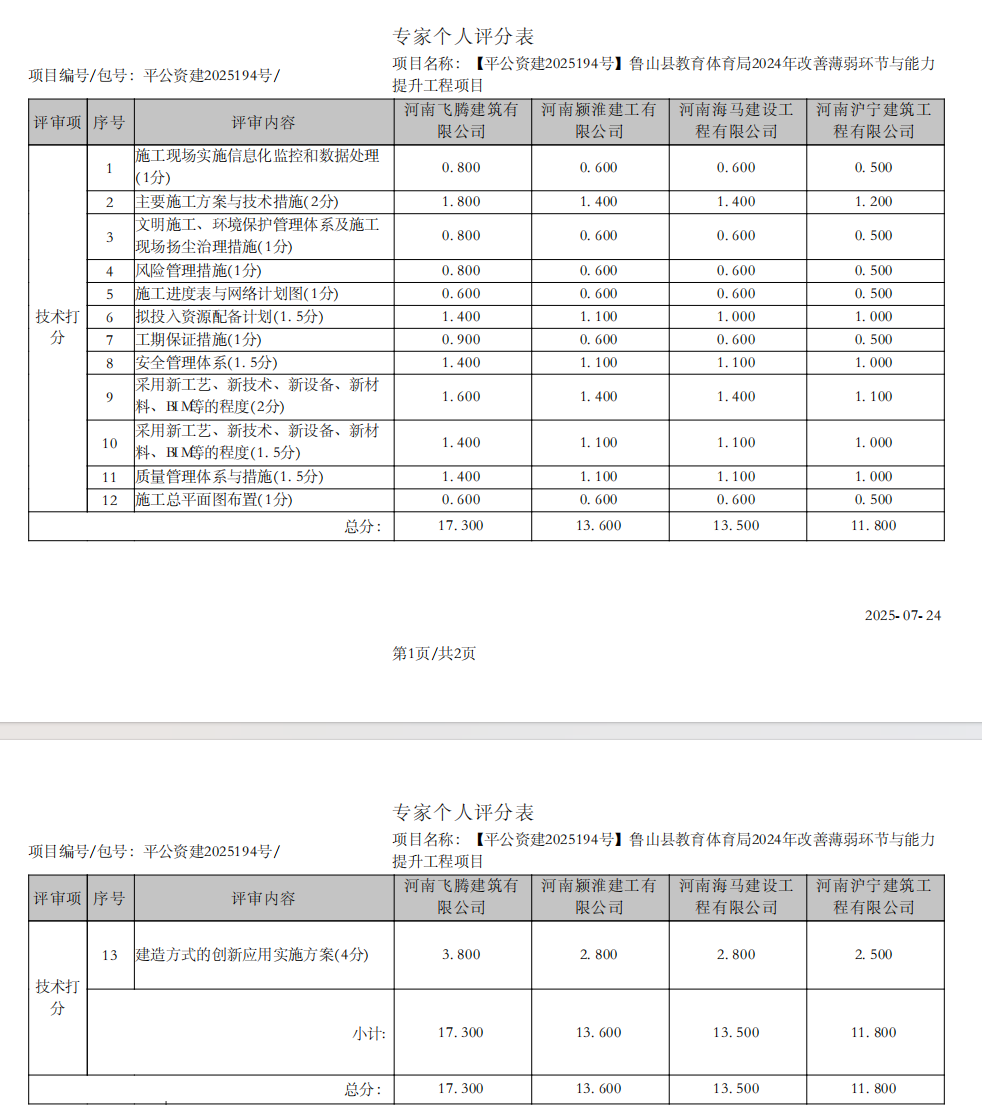 专家个人评分表
项目编号/包号：平公资建2025194号/
项目名称：【平公资建2025194号】鲁山县教育体育局2024年改善薄弱环节与能力
提升工程项目
评审项 序号 评审内容 河南飞腾建筑有限公司 河南颍淮建工有限公司 河南海马建设工程有限公司 河南沪宁建筑工程有限公司
技术打分
1 施工现场实施信息化监控和数据处理(1分) 0.800 0.600 0.600 0.500
2 主要施工方案与技术措施(2分) 1.800 1.400 1.400 1.200
3 文明施工、环境保护管理体系及施工现场扬尘治理措施(1分) 0.800 0.600 0.600 0.500
4 风险管理措施(1分) 0.800 0.600 0.600 0.500
5 施工进度表与网络计划图(1分) 0.600 0.600 0.600 0.500
6 拟投入资源配备计划(1.5分) 1.400 1.100 1.000 1.000
7 工期保证措施(1分) 0.900 0.600 0.600 0.500
8 安全管理体系(1.5分) 1.400 1.100 1.100 1.000
9 采用新工艺、新技术、新设备、新材料、BIM等的程度(2分) 1.600 1.400 1.400 1.100
10 采用新工艺、新技术、新设备、新材料、BIM等的程度(1.5分) 1.400 1.100 1.100 1.000
11 质量管理体系与措施(1.5分) 1.400 1.100 1.100 1.000
12 施工总平面图布置(1分) 0.600 0.600 0.600 0.500
总分： 17.300 13.600 13.500 11.800
2025-07-24
第1页/共2页
专家个人评分表
项目编号/包号：平公资建2025194号/
项目名称：【平公资建2025194号】鲁山县教育体育局2024年改善薄弱环节与能力
提升工程项目
评审项 序号 评审内容 河南飞腾建筑有限公司 河南颍淮建工有限公司 河南海马建设工程有限公司 河南沪宁建筑工程有限公司
技术打分
13 建造方式的创新应用实施方案(4分) 3.800 2.800 2.800 2.500
小计: 17.300 13.600 13.500 11.800
总分： 17.300 13.600 13.500 11.800